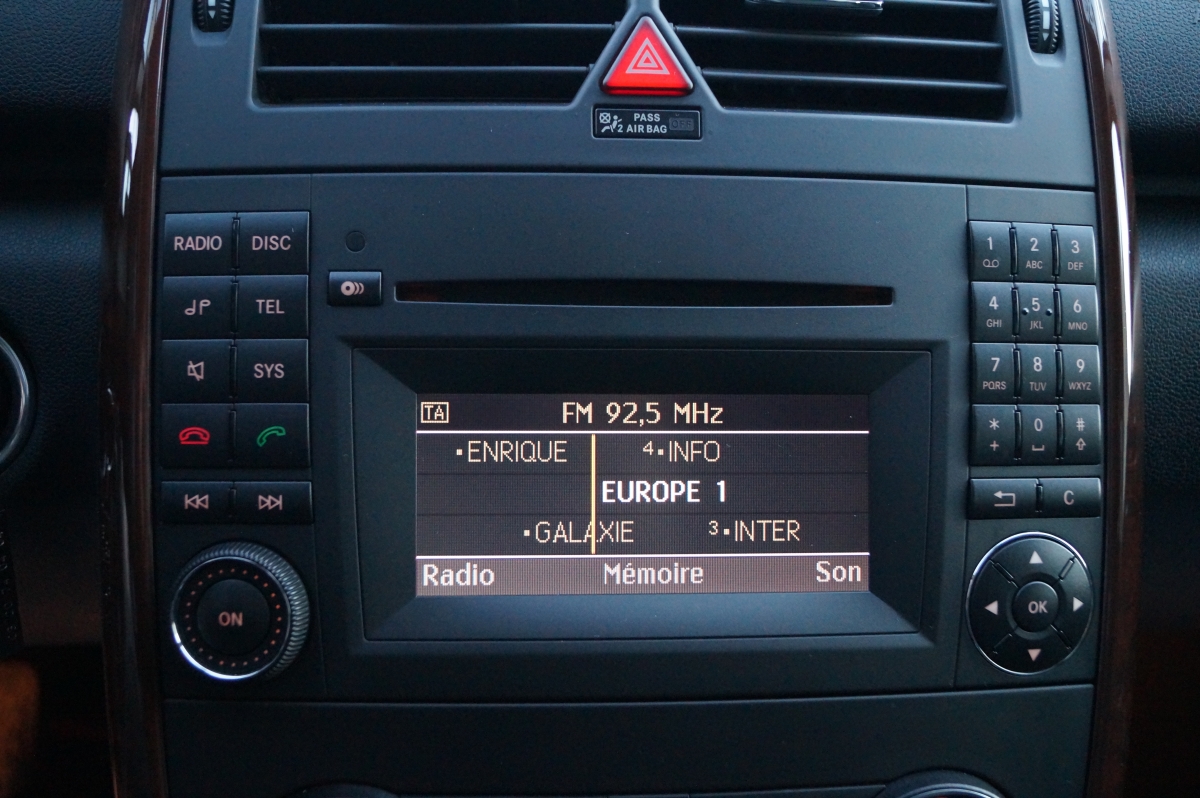 PASS
2 AIR BAG OFF
RADIO DISC
TEL
SYS
ON
TA FM 92,5 MHz
▪ENRIQUE 4▪INFO
EUROPE 1
▪GALAXIE 3▪INTER
Radio Mémoire Son
1 2 3
ABC DEF
4 5 6
GHI JKL MNO
7 8 9
PQRS TUV WXYZ
* 0 #
+
C
OK